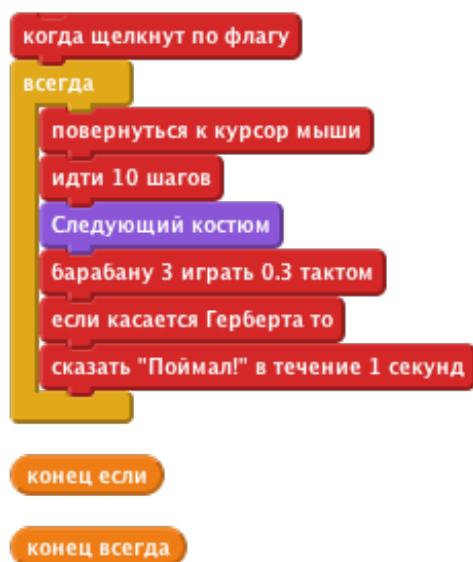 когда щелкнут по флагу
всегда
повернуться к курсор мыши
идти 10 шагов
Следующий костюм
барабану 3 играть 0.3 тактом
если касается Герберта то
сказать "Поймал!" в течение 1 секунд
конец если
конец всегда